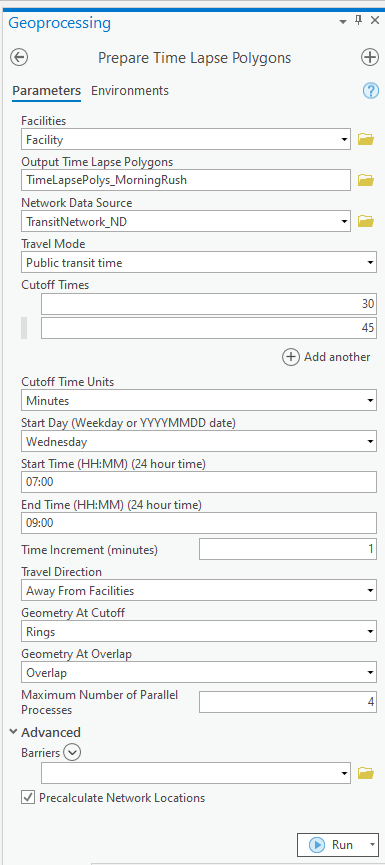 Geoprocessing
Prepare Time Lapse Polygons
Parameters Environments
Facilities
Facility
Output Time Lapse Polygons
TimeLapsePolys_MorningRush
Network Data Source
TransitNetwork_ND
Travel Mode
Public transit time
Cutoff Times
30
45
Add another
Cutoff Time Units
Minutes
Start Day (Weekday or YYYYMMDD date)
Wednesday
Start Time (HH:MM) (24 hour time)
07:00
End Time (HH:MM) (24 hour time)
09:00
Time Increment (minutes) 1
Travel Direction
Away From Facilities
Geometry At Cutoff
Rings
Geometry At Overlap
Overlap
Maximum Number of Parallel
Processes 4
Advanced
Barriers
Precalculate Network Locations
Run